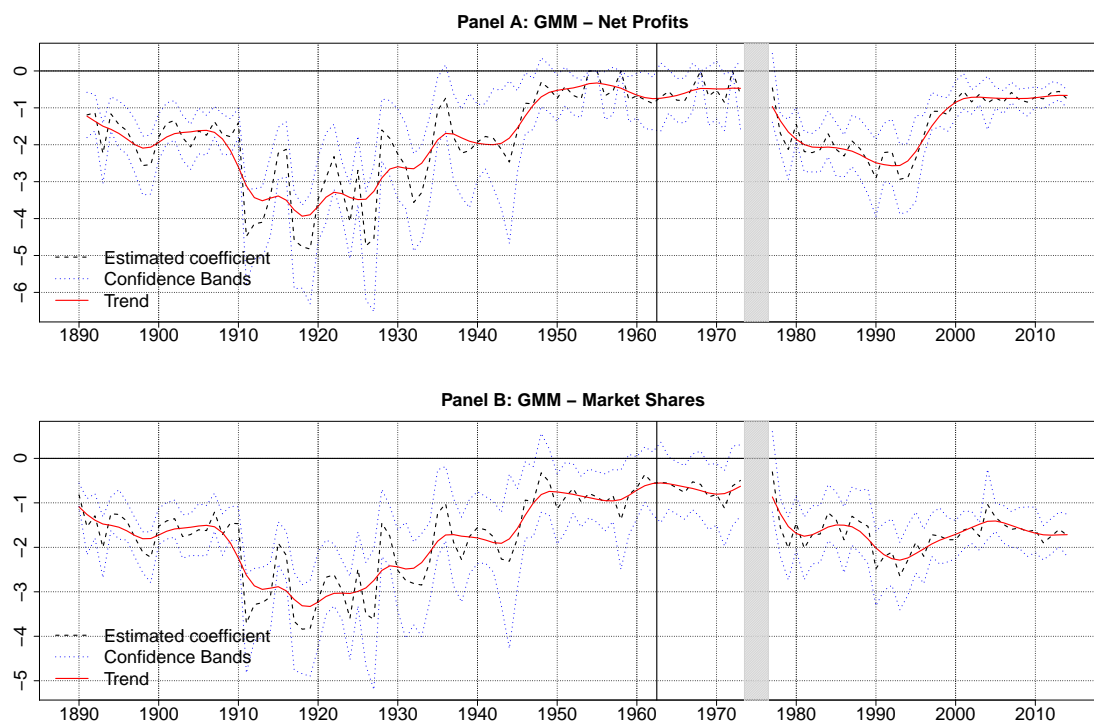 Panel A: GMM − Net Profits
0
−1
−2
−3
−4
−5
−6
Estimated coefficient
Confidence Bands
Trend
1890 1900 1910 1920 1930 1940 1950 1960 1970 1980 1990 2000 2010
Panel B: GMM − Market Shares
0
−1
−2
−3
−4
−5
Estimated coefficient
Confidence Bands
Trend
1890 1900 1910 1920 1930 1940 1950 1960 1970 1980 1990 2000 2010